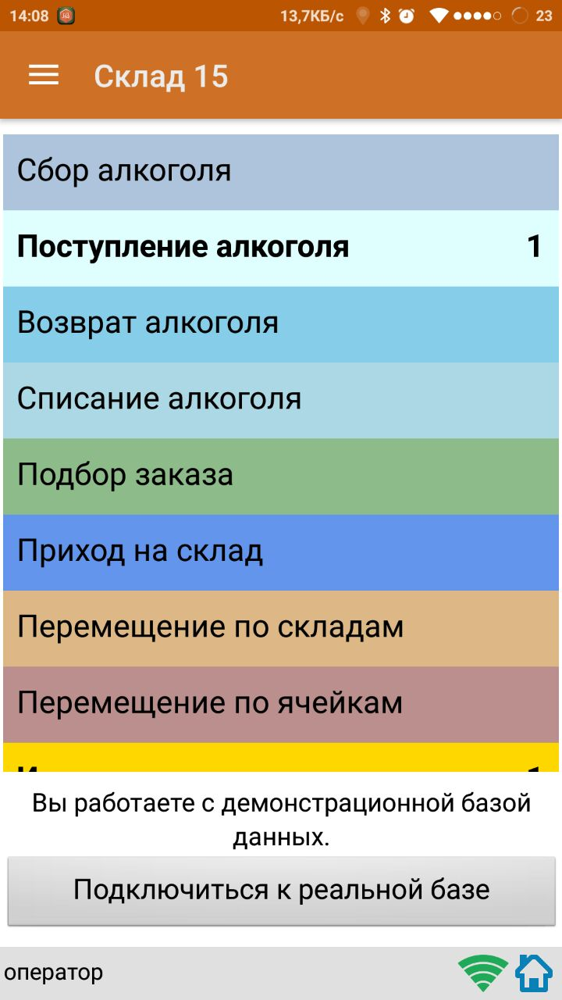 14:08 13,7КБ/с 23
Склад 15
Сбор алкоголя
Поступление алкоголя 1
Возврат алкоголя
Списание алкоголя
Подбор заказа
Приход на склад
Перемещение по складам
Перемещение по ячейкам
Вы работаете с демонстрационной базой
данных.
Подключиться к реальной базе
оператор